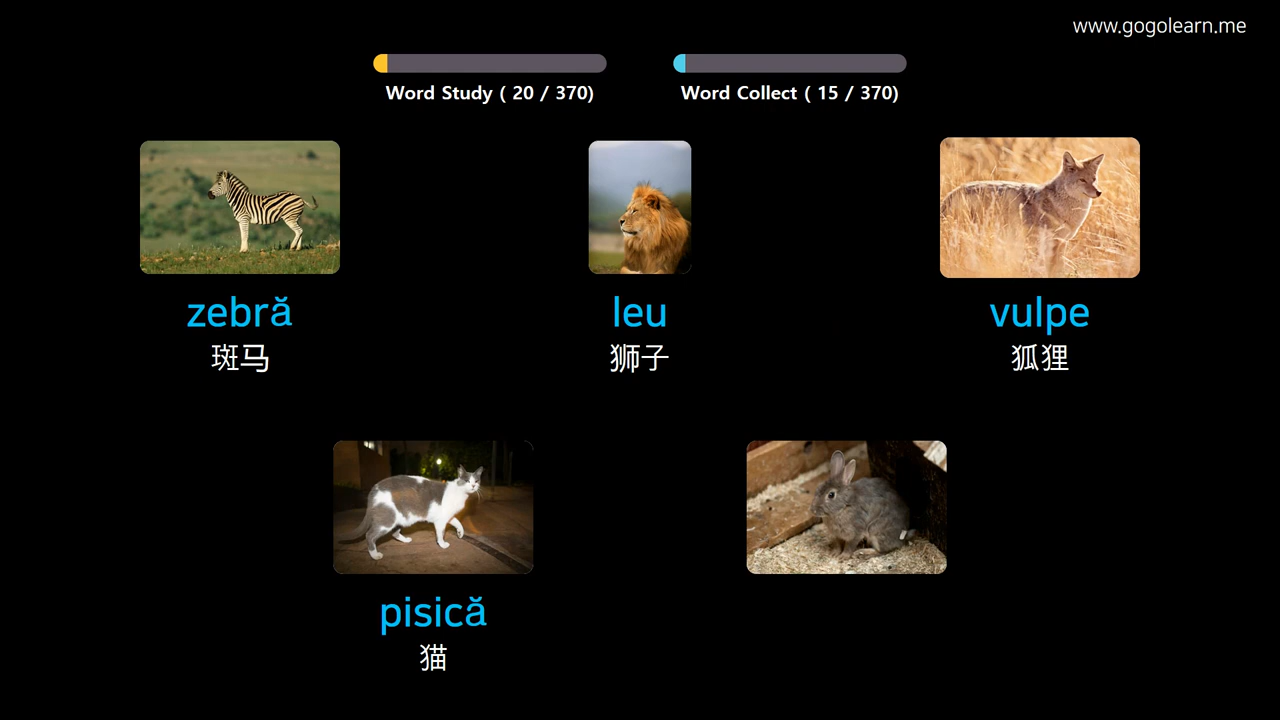 www.gogolearn.me
Word Study ( 20 / 370)
Word Collect ( 15 / 370)
zebră
斑马
leu
狮子
vulpe
狐狸
pisică
猫